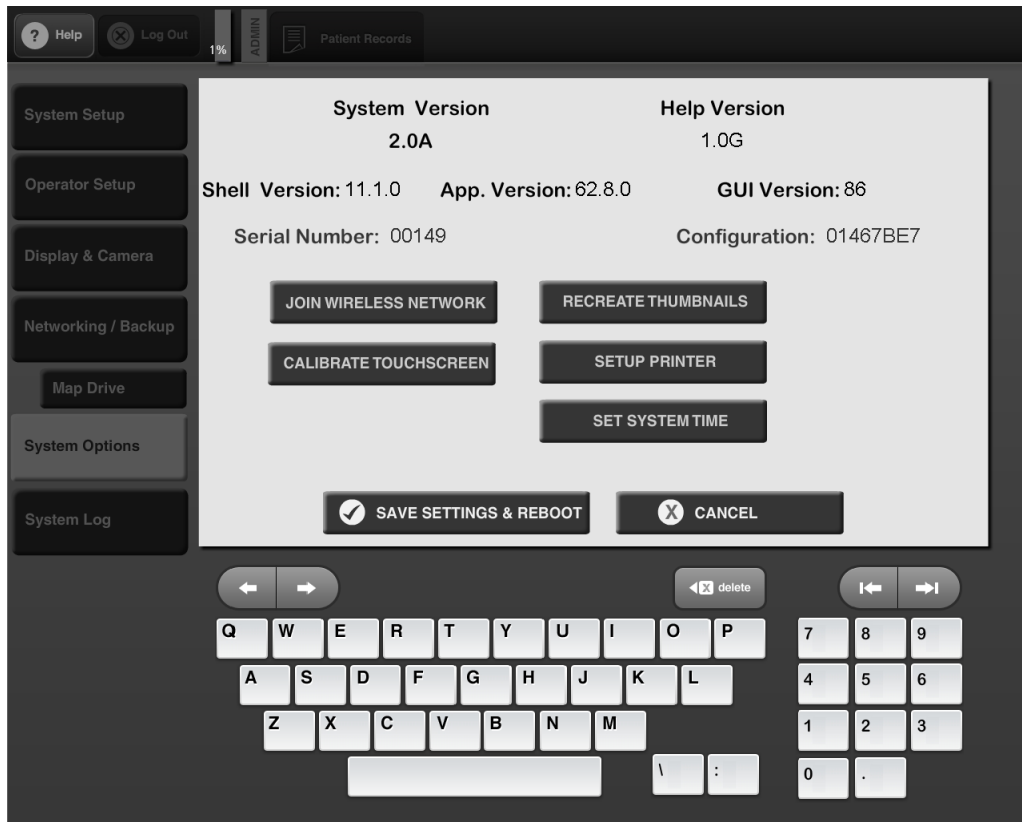 ? Help
X Log Out
1%
ADMIN
Patient Records
System Setup
Operator Setup
Display & Camera
Networking / Backup
Map Drive
System Options
System Log
System Version
2.0A
Help Version
1.0G
Shell Version: 11.1.0 App. Version: 62.8.0 GUI Version: 86
Serial Number: 00149 Configuration: 01467BE7
JOIN WIRELESS NETWORK RECREATE THUMBNAILS
CALIBRATE TOUCHSCREEN SETUP PRINTER
SET SYSTEM TIME
SAVE SETTINGS & REBOOT X CANCEL
X delete
Q W E R T Y U I O P 7 8 9
A S D F G H J K L 4 5 6
Z X C V B N M 1 2 3
\ : 0 .